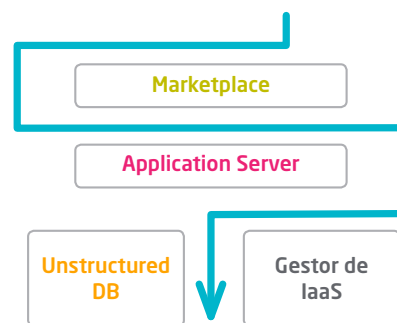 Marketplace
Application Server
Unstructured
DB
Gestor de
IaaS